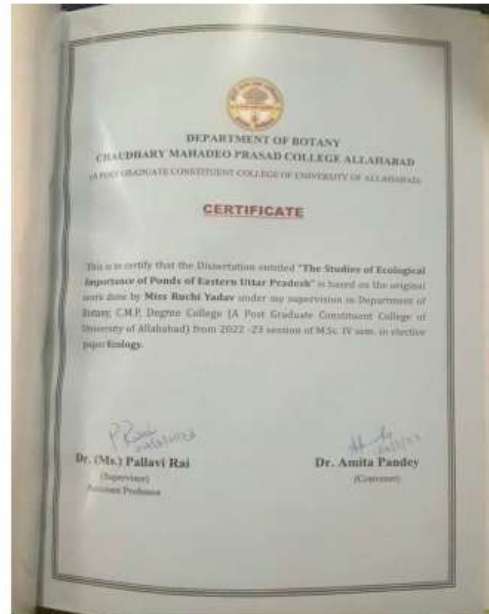 DEPARTMENT OF BOTANY
CHAUDHARY MAHADEO PRASAD COLLEGE ALLAHABAD
(A POST GRADUATE CONSTITUENT COLLEGE OF UNIVERSITY OF ALLAHABAD)
CERTIFICATE
This is to certify that the Dissertation entitled "The Studies of Ecological
Importance of Ponds of Eastern Uttar Pradesh" is based on the original
work done by Miss Ruchi Yadav under my supervision in Department of
Botany, C.M.P. Degree College (A Post Graduate Constituent College of
University of Allahabad) from 2022 -23 session of M.Sc. IV sem. in elective
paper Ecology.
Dr. (Ms.) Pallavi Rai
(Supervisor)
Assistant Professor
Dr. Amita Pandey
(Convener)